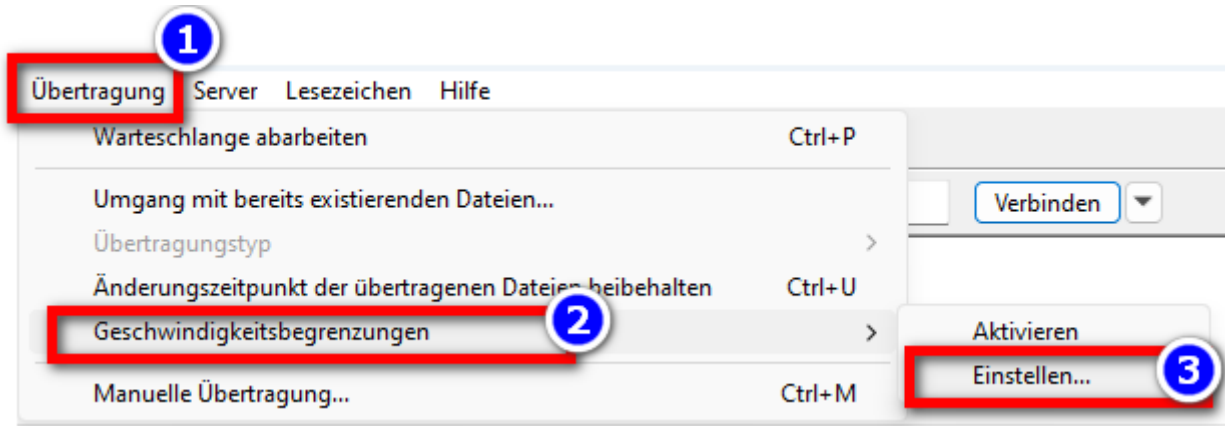 1
Übertragung Server Lesezeichen Hilfe
Warteschlange abarbeiten Ctrl+P
Umgang mit bereits existierenden Dateien...
Verbinden
Übertragungstyp
Änderungszeitpunkt der übertragenen Dateien beibehalten Ctrl+U
Geschwindigkeitsbegrenzungen 2
Aktivieren
Einstellen... 3
Manuelle Übertragung... Ctrl+M